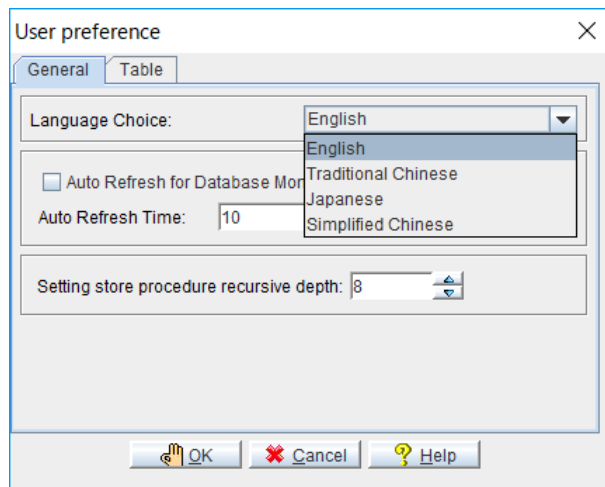 User preference
General Table
Language Choice: English
English
Traditional Chinese
Japanese
Simplified Chinese
Auto Refresh for Database
Auto Refresh Time: 10
Setting store procedure recursive depth: 8
OK Cancel Help